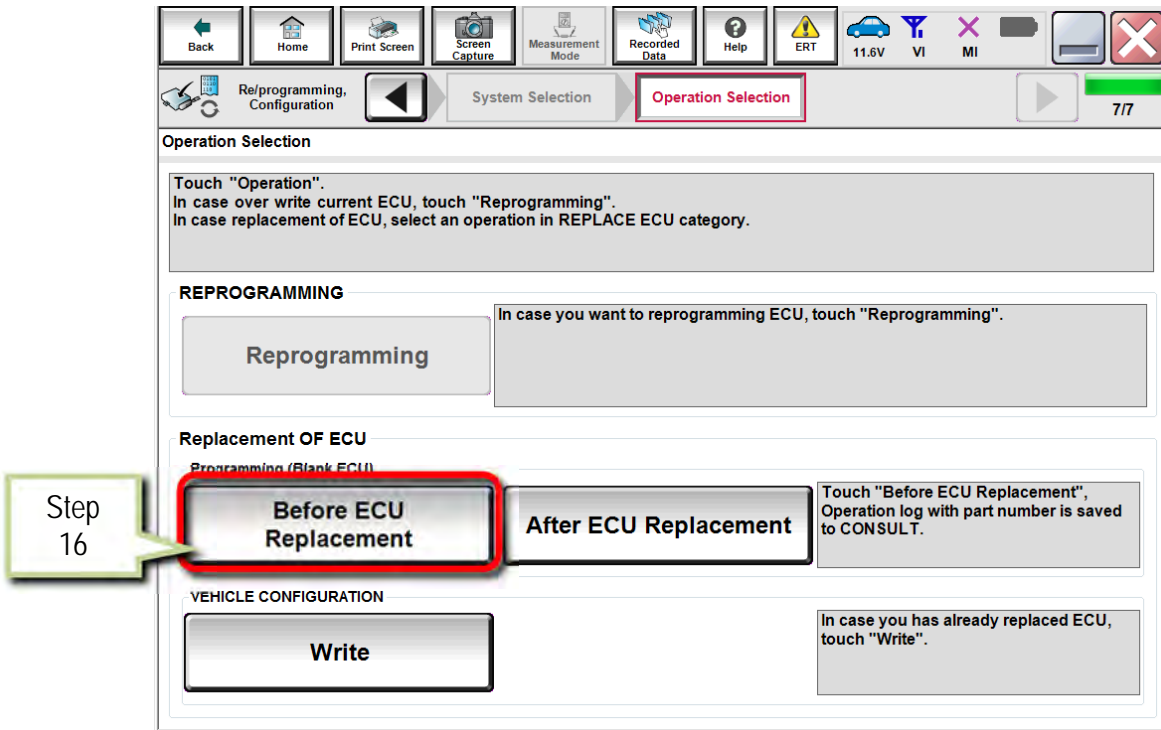 Back
Home
Print Screen
Screen
Capture
Measurement
Mode
Recorded
Data
Help
ERT
11.6V
VI
MI
Re/programming,
Configuration
System Selection
Operation Selection
7/7
Operation Selection
Touch "Operation".
In case over write current ECU, touch "Reprogramming".
In case replacement of ECU, select an operation in REPLACE ECU category.
REPROGRAMMING
Reprogramming
In case you want to reprogramming ECU, touch "Reprogramming".
Replacement OF ECU
Programming (Blank ECU)
Step
16
Before ECU
Replacement
After ECU Replacement
Touch "Before ECU Replacement",
Operation log with part number is saved
to CONSULT.
VEHICLE CONFIGURATION
Write
In case you has already replaced ECU,
touch "Write".